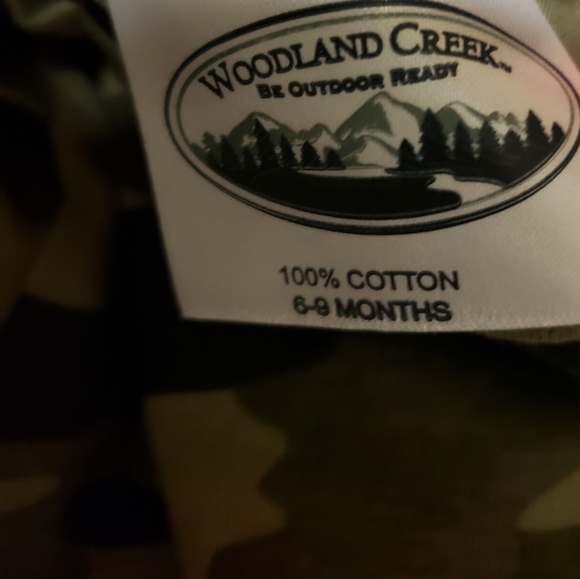 WOODLAND CREEK™
BE OUTDOOR READY
100% COTTON
6-9 MONTHS